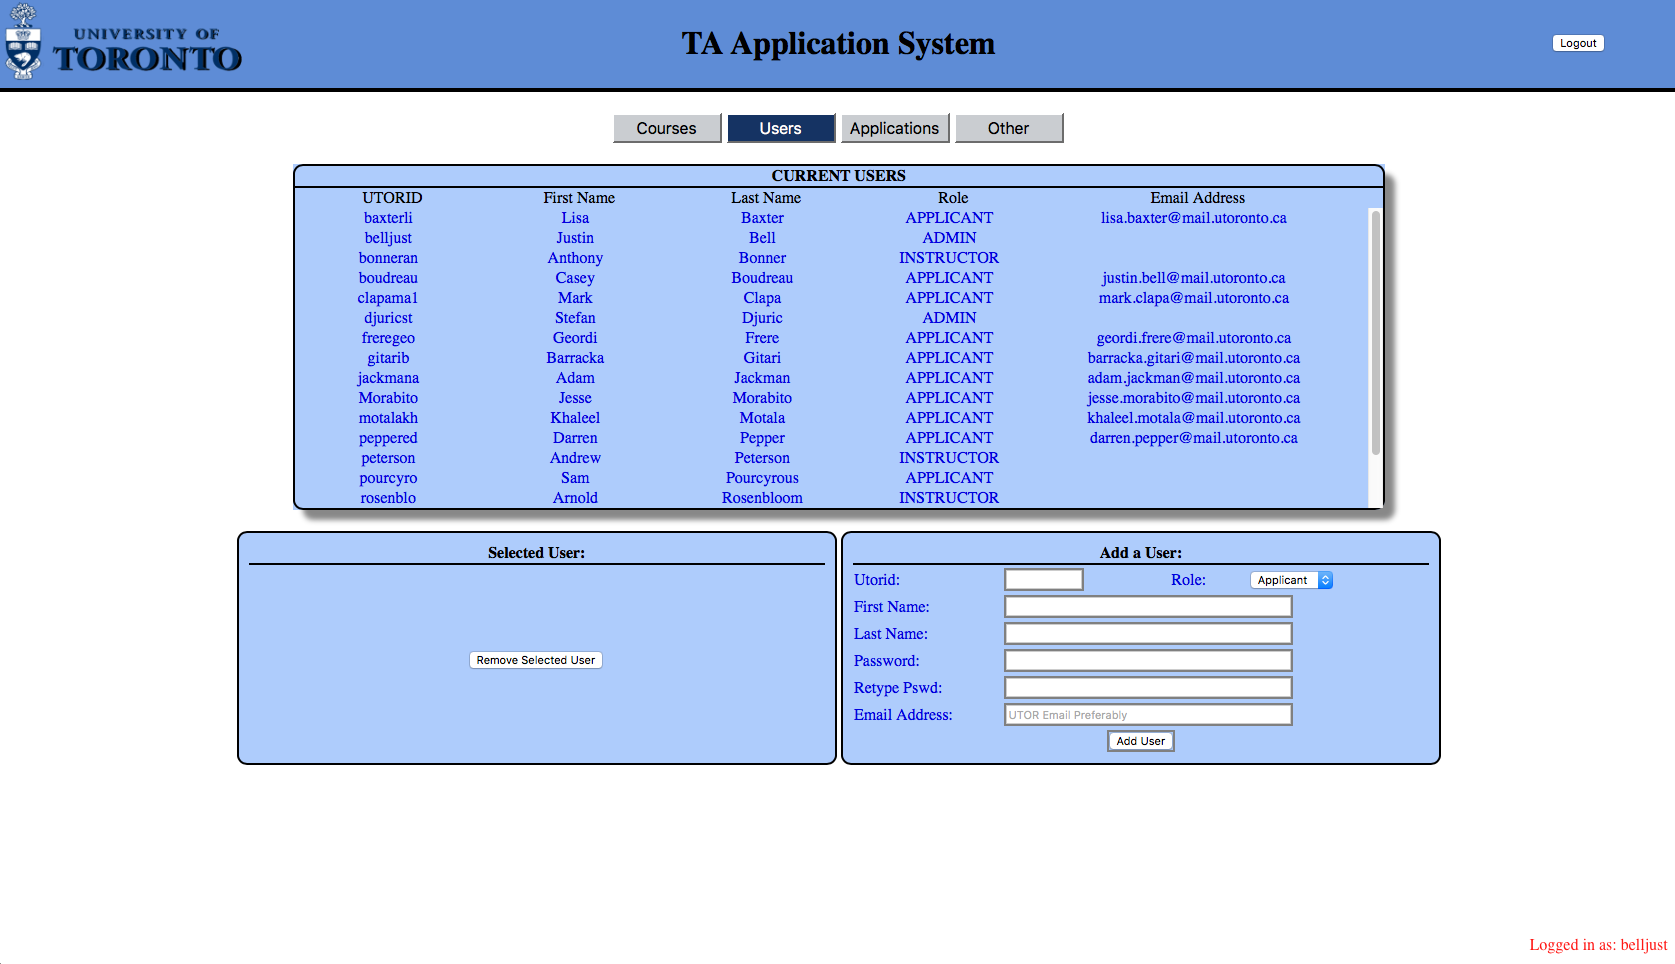 UNIVERSITY OF
TORONTO
TA Application System
Logout
Courses Users Applications Other
CURRENT USERS
UTORID First Name Last Name Role Email Address
baxterli Lisa Baxter APPLICANT lisa.baxter@mail.utoronto.ca
belljust Justin Bell ADMIN
bonneran Anthony Bonner INSTRUCTOR
boudreau Casey Boudreau APPLICANT justin.bell@mail.utoronto.ca
clapama1 Mark Clapa APPLICANT mark.clapa@mail.utoronto.ca
djuricst Stefan Djuric ADMIN
freregeo Geordi Frere APPLICANT geordi.frere@mail.utoronto.ca
gitarib Barracka Gitari APPLICANT barracka.gitari@mail.utoronto.ca
jackmana Adam Jackman APPLICANT adam.jackman@mail.utoronto.ca
Morabito Jesse Morabito APPLICANT jesse.morabito@mail.utoronto.ca
motalakh Khaleel Motala APPLICANT khaleel.motala@mail.utoronto.ca
peppered Darren Pepper APPLICANT darren.pepper@mail.utoronto.ca
peterson Andrew Peterson INSTRUCTOR
pourcyro Sam Pourcyrous APPLICANT
rosenblo Arnold Rosenbloom INSTRUCTOR
Selected User:
Remove Selected User
Add a User:
Utorid: Role: Applicant
First Name:
Last Name:
Password:
Retype Pswd:
Email Address: UTOR Email Preferably
Add User
Logged in as: belljust